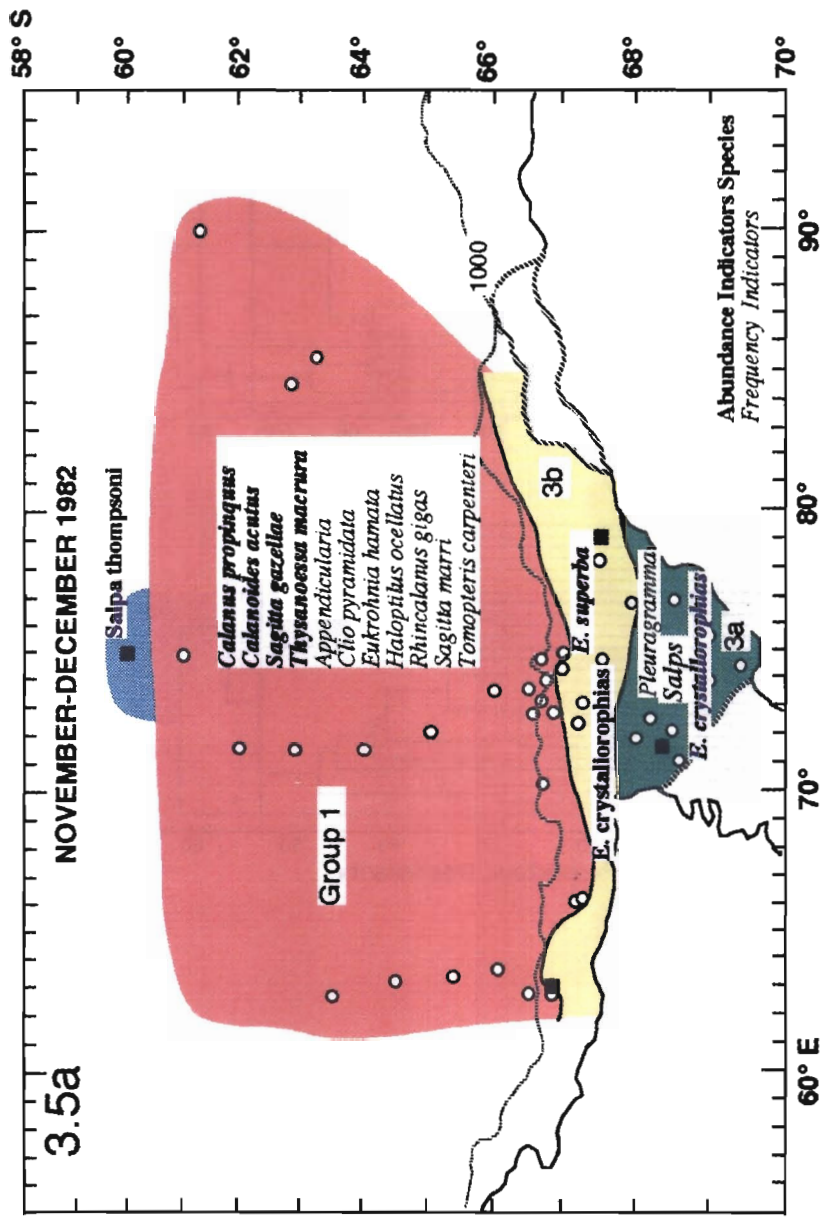 3.5a
NOVEMBER-DECEMBER 1982
58° S
60°
62°
64°
66°
68°
70°
Salpa thompsoni
Group 1
Calanus propinquus
Calanoides acutus
Sagitta gazellae
Thysanoessa macrura
Appendicularia
Clio pyramidata
Eukrohnia hamata
Haloptilus ocellatus
Rhincalanus gigas
Sagitta marri
Tomopteris carpenteri
1000
3b
E. superba
E. crystallorophias
Pleuragramma
Salps
E. crystallorophias
3a
Abundance Indicators Species
Frequency Indicators
60° E
70°
80°
90°